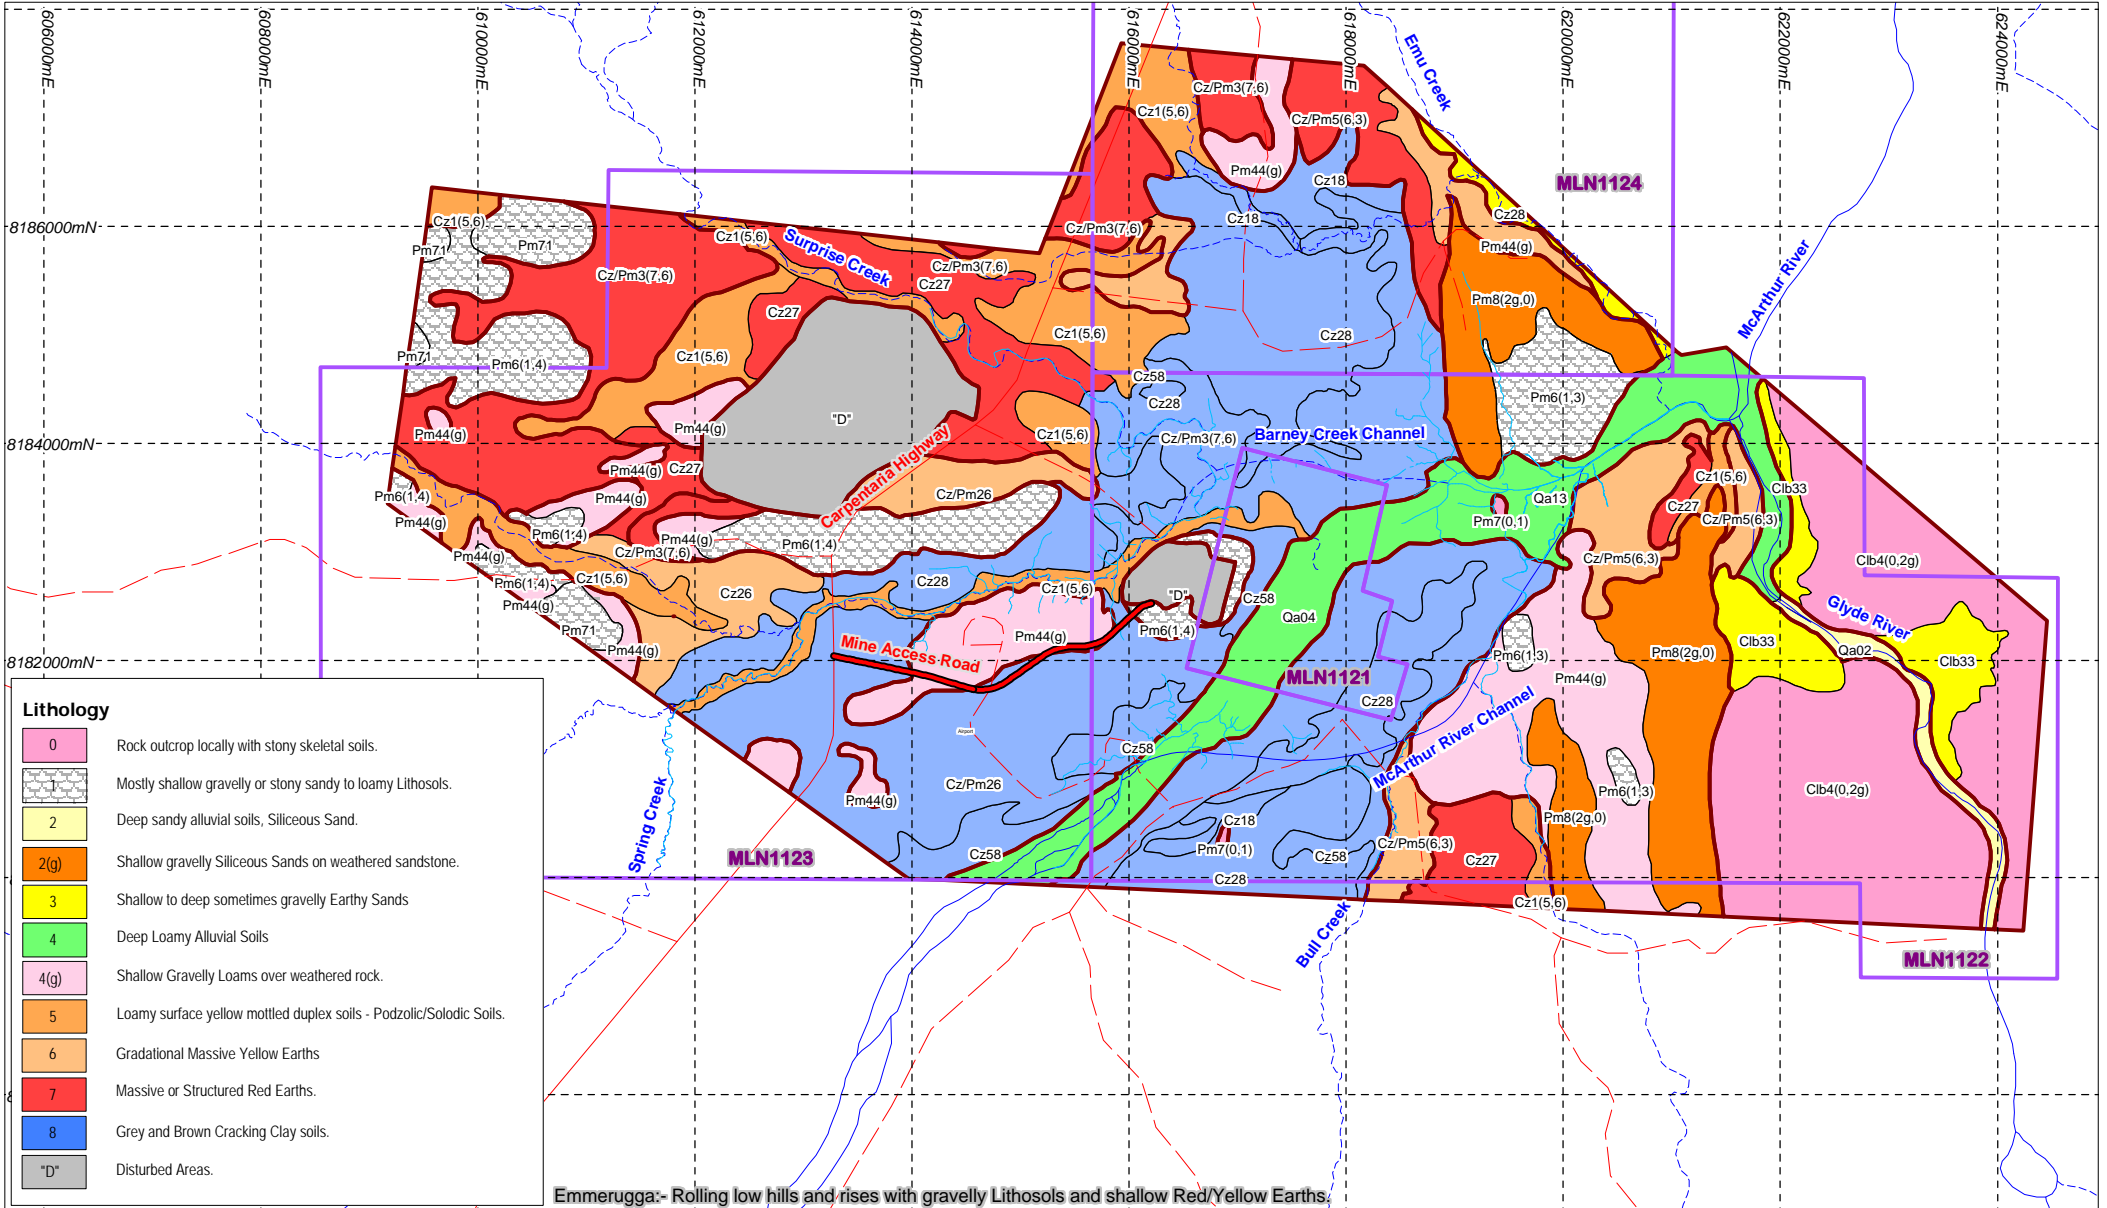 606000mE
608000mE
610000mE
612000mE
614000mE
616000mE
618000mE
620000mE
622000mE
624000mE
Emu Creek
Cz/Pm3(7,6)
Cz1(5,6)
Cz/Pm5(6,3)
Pm44(g)
Cz18
MLN1124
Cz18
Cz28
8186000mN
Cz1(5,6)
Pm71
Pm71
Cz1(5,6)
Surprise Creek
Cz/Pm3(7,6)
Pm44(g)
McArthur River
Cz/Pm3(7,6)
Cz/Pm3(7,6)
Cz27
Pm8(2g,0)
Cz27
Cz1(5,6)
Cz28
Pm71
Cz1(5,6)
Pm6(1,4)
Cz58
Cz28
Pm6(1,3)
"D"
Pm44(g)
Pm44(g)
Cz1(5,6)
Cz/Pm3(7,6)
Barney Creek Channel
8184000mN
Carpentaria Highway
Pm44(g)
Cz27
Cz1(5,6)
Clb33
Pm6(1,4)
Pm44(g)
Cz/Pm26
Qa13
Cz27
Pm44(g)
Pm7(0,1)
Cz/Pm5(6,3)
Pm6(1,4)
Pm44(g)
Pm6(1,4)
Pm44(g)
Cz/Pm3(7,6)
Cz/Pm5(6,3)
Clb4(0,2g)
Pm6(1,4)
Cz1(5,6)
Cz28
Cz1(5,6)
"D"
Cz58
Pm44(g)
Cz26
Qa04
Glyde River
Pm71
Pm6(1,4)
Pm44(g)
Pm44(g)
Mine Access Road
Pm6(1,3)
Pm8(2g,0)
Clb33
Qa02
Clb33
8182000mN
MLN1121
Pm44(g)
Cz28
McArthur River Channel
Airport
Cz58
Spring Creek
Cz/Pm26
Pm44(g)
Pm6(1,3)
Clb4(0,2g)
Cz18
Pm8(2g,0)
Pm7(0,1)
Cz/Pm5(6,3)
MLN1123
Cz58
Cz58
Cz27
Cz28
Cz1(5,6)
Bull Creek
MLN1122
Lithology
0 Rock outcrop locally with stony skeletal soils.
1 Mostly shallow gravelly or stony sandy to loamy Lithosols.
2 Deep sandy alluvial soils, Siliceous Sand.
2(g) Shallow gravelly Siliceous Sands on weathered sandstone.
3 Shallow to deep sometimes gravelly Earthy Sands
4 Deep Loamy Alluvial Soils
4(g) Shallow Gravelly Loams over weathered rock.
5 Loamy surface yellow mottled duplex soils - Podzolic/Solodic Soils.
6 Gradational Massive Yellow Earths
7 Massive or Structured Red Earths.
8 Grey and Brown Cracking Clay soils.
"D" Disturbed Areas.
Emmerugga:- Rolling low hills and rises with gravelly Lithosols and shallow Red/Yellow Earths.